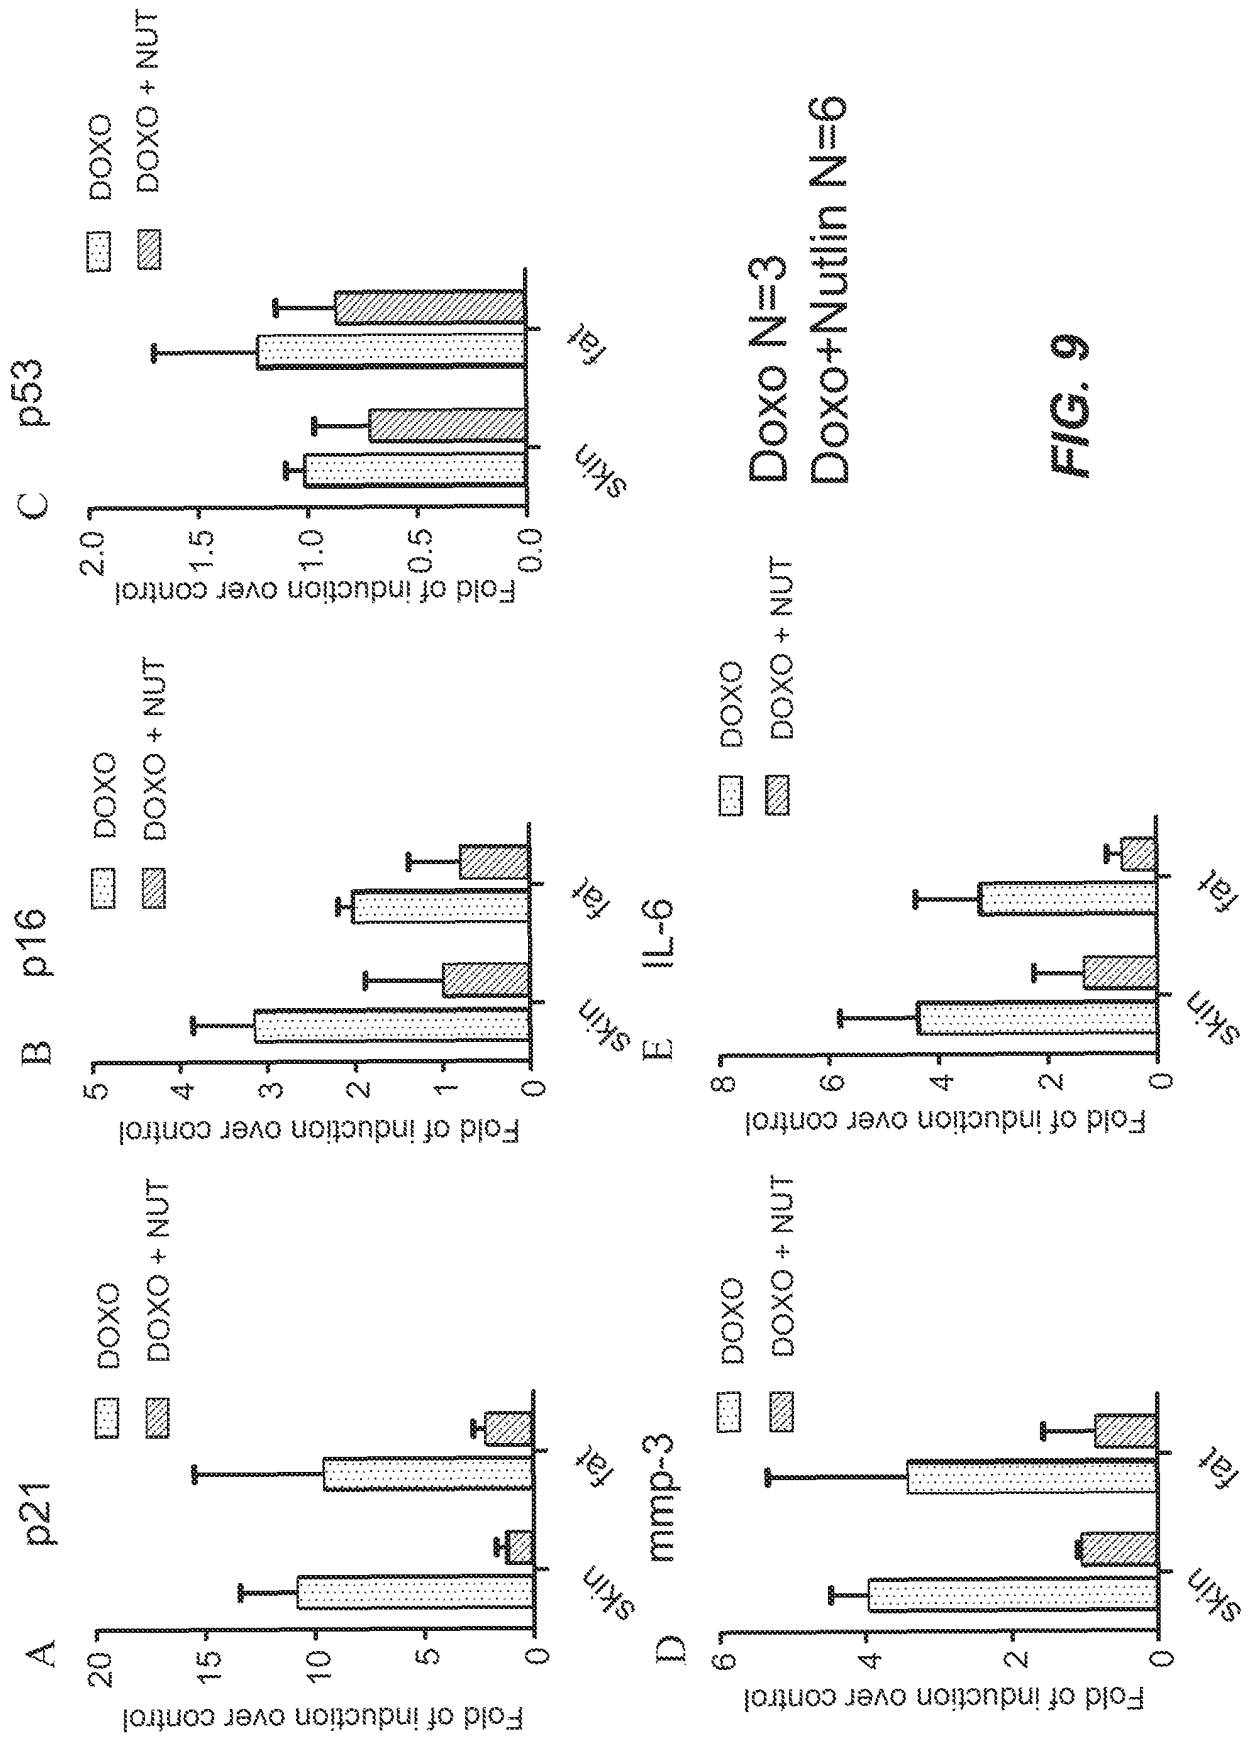 A
p21
Fold of induction over control
20
15
10
5
0
skin
fat
DOXO
DOXO + NUT
B
p16
Fold of induction over control
5
4
3
2
1
0
skin
fat
DOXO
DOXO + NUT
C
p53
Fold of induction over control
2.0
1.5
1.0
0.5
0.0
skin
fat
DOXO
DOXO + NUT
D
mmp-3
Fold of induction over control
6
4
2
0
skin
fat
DOXO
DOXO + NUT
E
IL-6
Fold of induction over control
8
6
4
2
0
skin
fat
DOXO
DOXO + NUT
Doxo N=3
Doxo+Nutlin N=6
FIG. 9